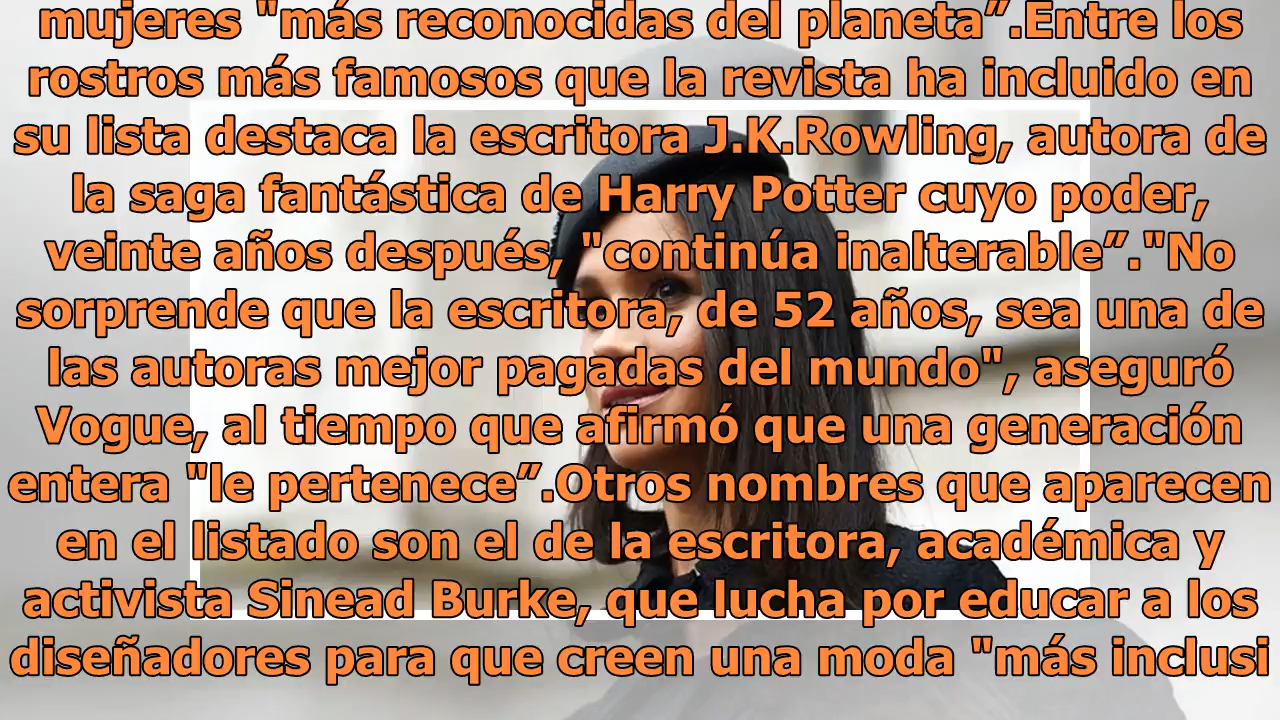 mujeres "más reconocidas del planeta”.Entre los
rostros más famosos que la revista ha incluido en
su lista destaca la escritora J.K.Rowling, autora de
la saga fantástica de Harry Potter cuyo poder,
veinte años después, "continúa inalterable”."No
sorprende que la escritora, de 52 años, sea una de
las autoras mejor pagadas del mundo", aseguró
Vogue, al tiempo que afirmó que una generación
entera "le pertenece”.Otros nombres que aparecen
en el listado son el de la escritora, académica y
activista Sinead Burke, que lucha por educar a los
diseñadores para que creen una moda "más inclusi